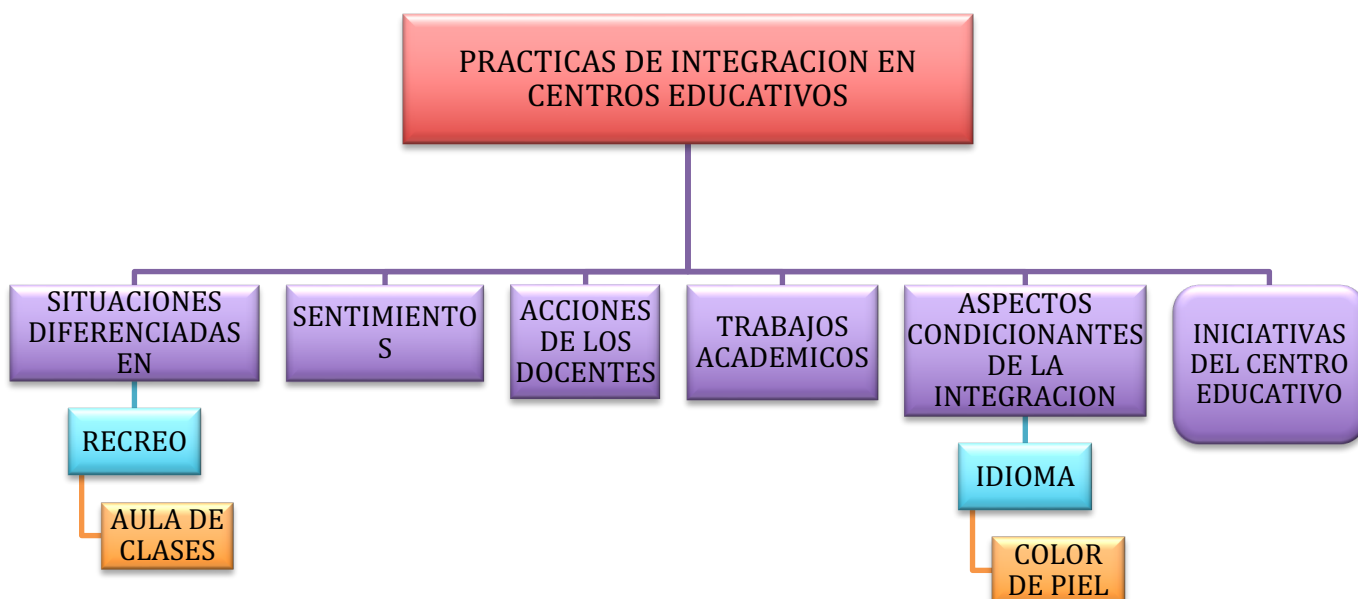 PRACTICAS DE INTEGRACION EN
CENTROS EDUCATIVOS
SITUACIONES
DIFERENCIADAS
EN
SENTIMIENTO
S
ACCIONES
DE LOS
DOCENTES
TRABAJOS
ACADEMICOS
ASPECTOS
CONDICIONANTES
DE LA
INTEGRACION
INICIATIVAS
DEL CENTRO
EDUCATIVO
RECREO
AULA DE
CLASES
IDIOMA
COLOR
DE PIEL